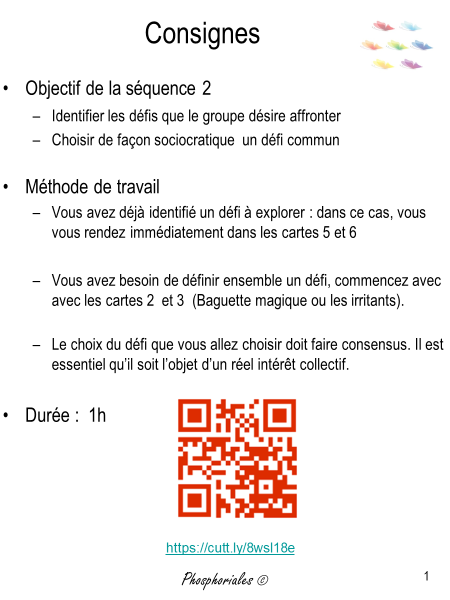 Consignes
• Objectif de la séquence 2
– Identifier les défis que le groupe désire affronter
– Choisir de façon sociocratique un défi commun
• Méthode de travail
– Vous avez déjà identifié un défi à explorer : dans ce cas, vous
vous rendez immédiatement dans les cartes 5 et 6
– Vous avez besoin de définir ensemble un défi, commencez avec
avec les cartes 2 et 3 (Baguette magique ou les irritants).
– Le choix du défi que vous allez choisir doit faire consensus. Il est
essentiel qu'il soit l'objet d'un réel intérêt collectif.
• Durée : 1h
https://cutt.ly/8wsl18e
Phosphoriales ©
1